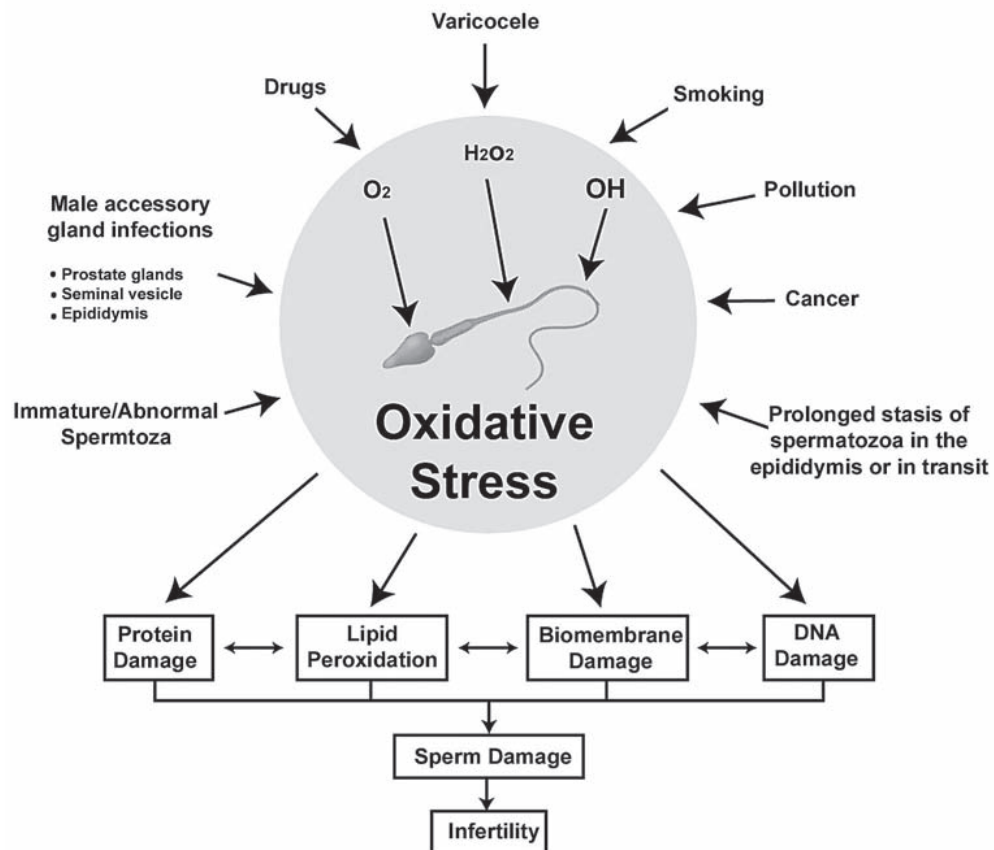 Varicocele
Drugs
Smoking
H2O2
O2
OH
Pollution
Male accessory
gland infections
• Prostate glands
• Seminal vesicle
• Epididymis
Cancer
Immature/Abnormal
Spermtoza
Oxidative
Stress
Prolonged stasis of
spermatozoa in the
epididymis or in transit
Protein
Damage
Lipid
Peroxidation
Biomembrane
Damage
DNA
Damage
Sperm Damage
Infertility